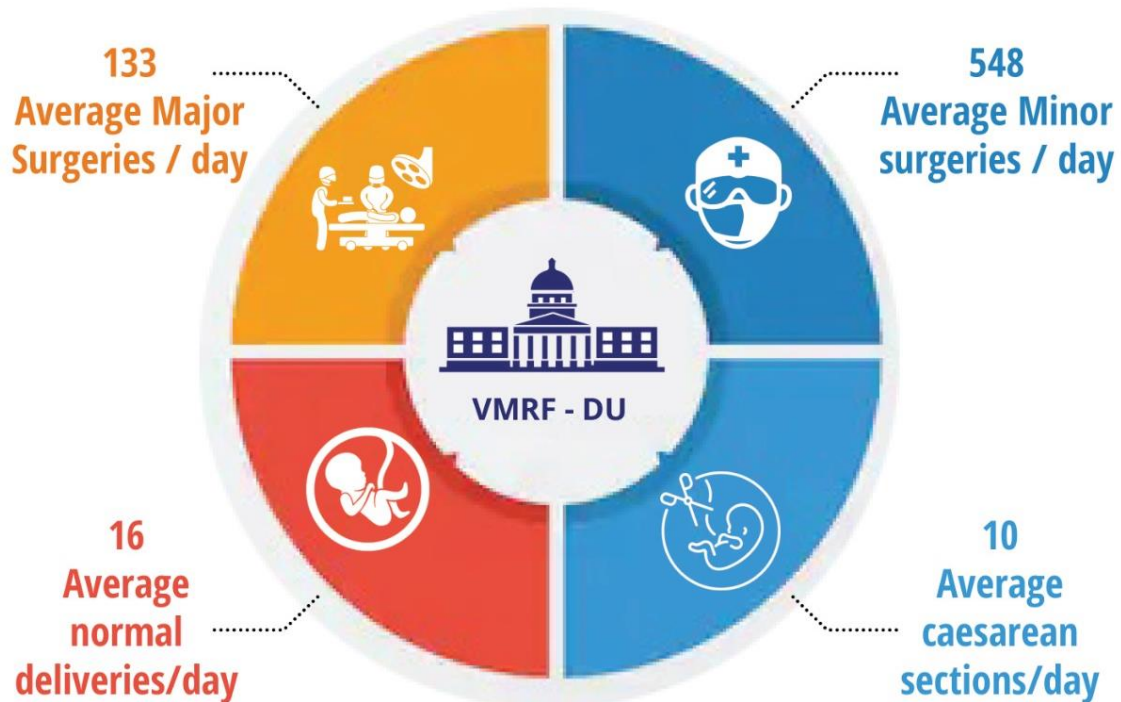 133
Average Major
Surgeries / day
548
Average Minor
surgeries / day
VMRF - DU
16
Average
normal
deliveries/day
10
Average
caesarean
sections/day